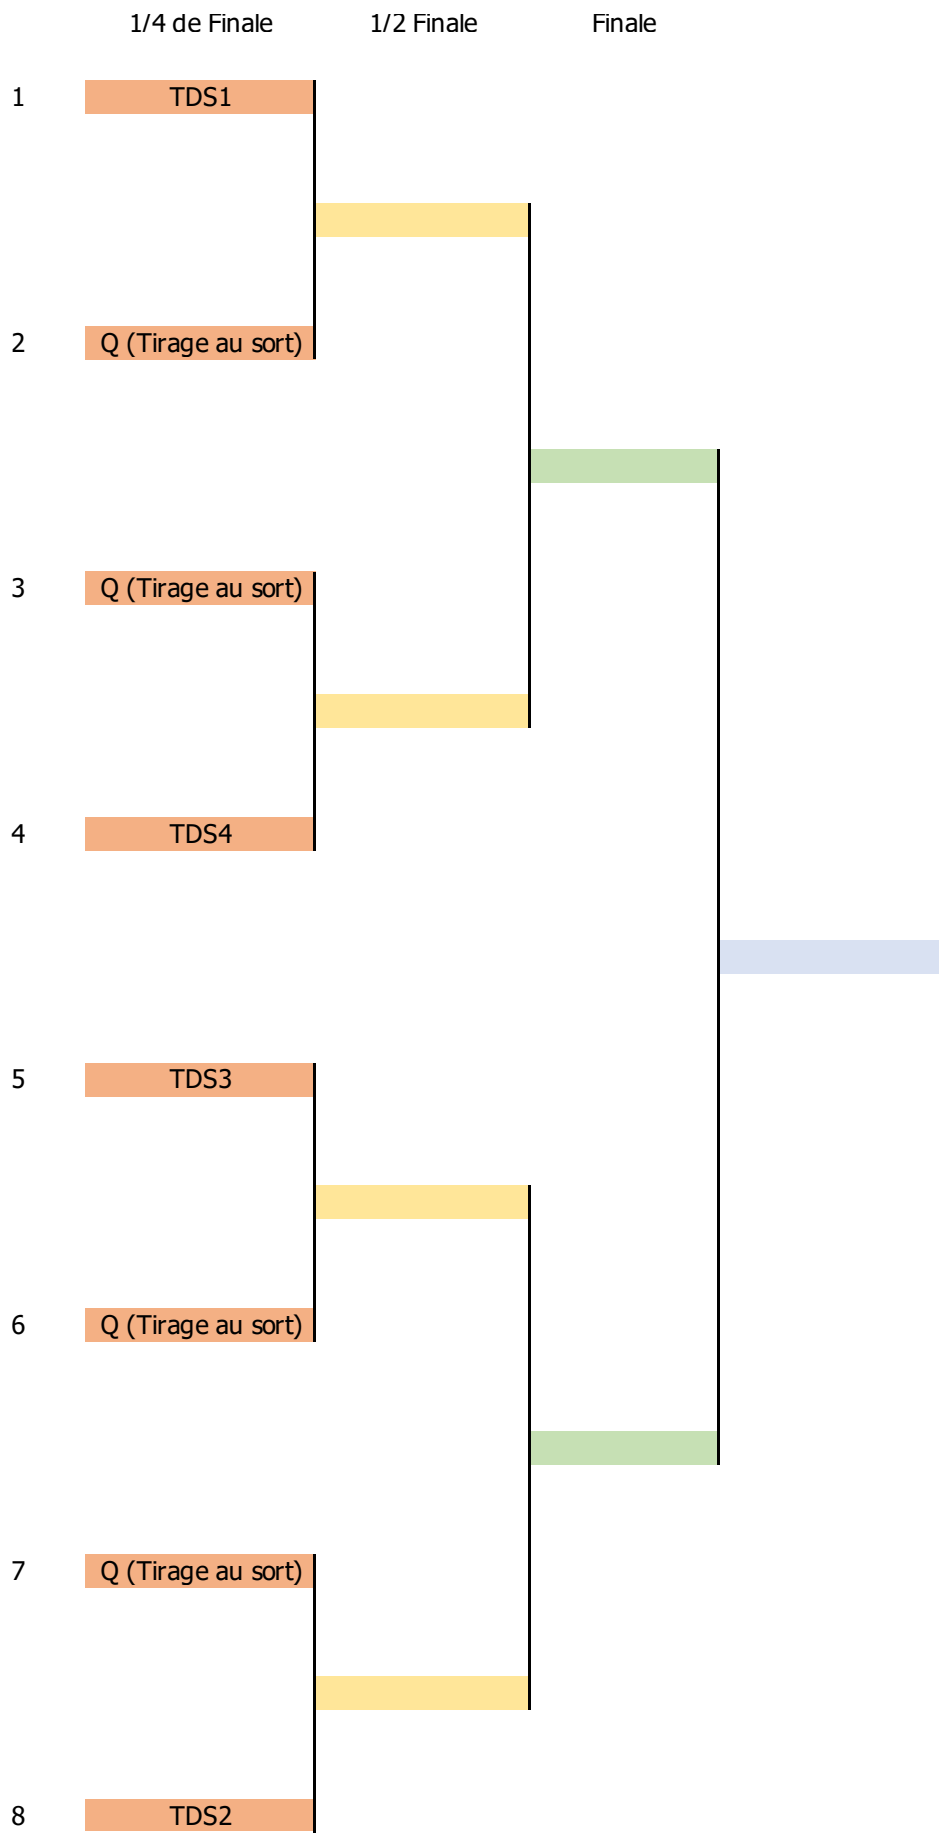 1/4 de Finale 1/2 Finale Finale
1 TDS1
2 Q (Tirage au sort)
3 Q (Tirage au sort)
4 TDS4
5 TDS3
6 Q (Tirage au sort)
7 Q (Tirage au sort)
8 TDS2